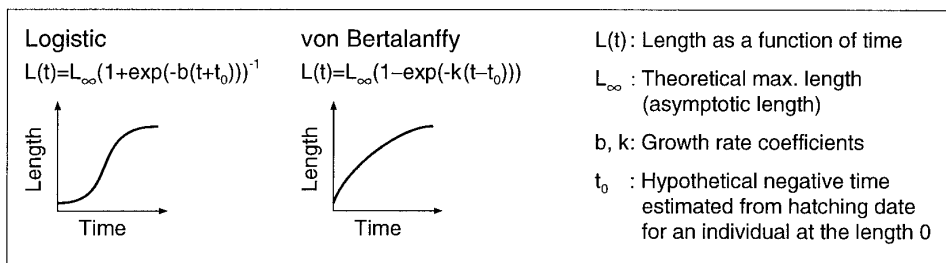 Logistic
L(t)=L∞(1+exp(-b(t+t₀)))⁻¹
Length
Time
von Bertalanffy
L(t)=L∞(1−exp(-k(t−t₀)))
Length
Time
L(t): Length as a function of time
L∞ : Theoretical max. length
(asymptotic length)
b, k: Growth rate coefficients
t₀ : Hypothetical negative time
estimated from hatching date
for an individual at the length 0